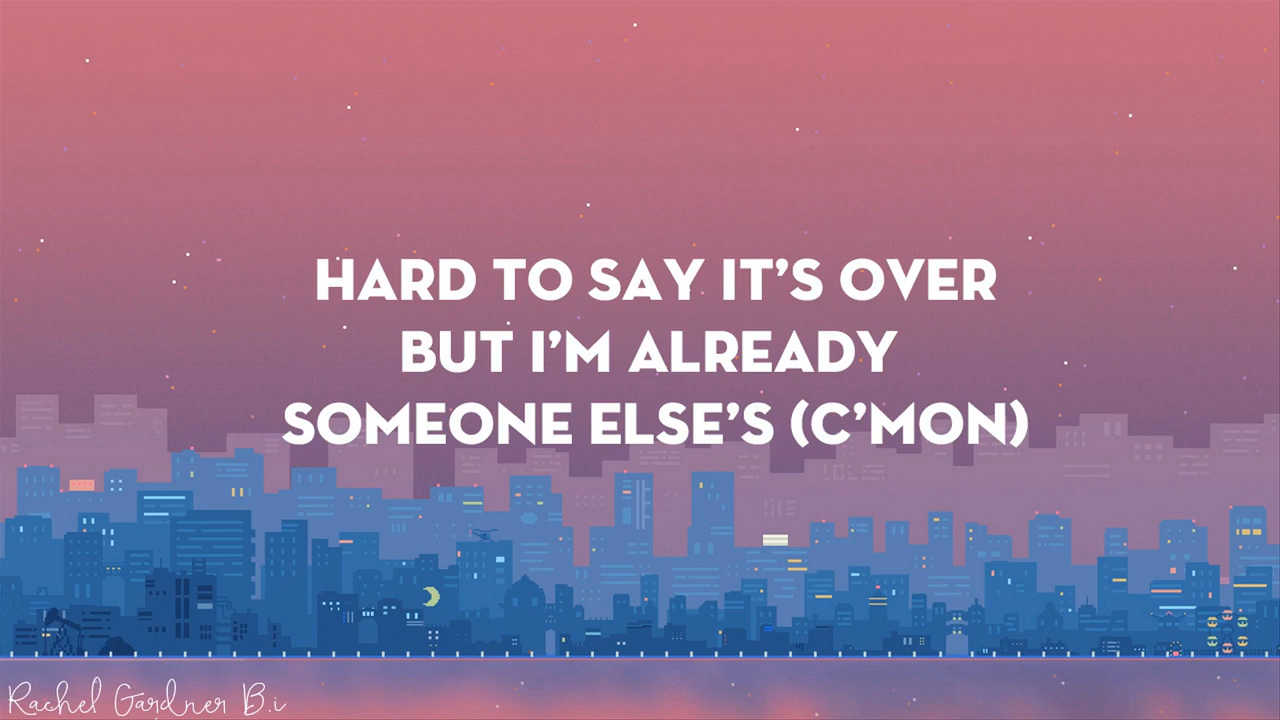 HARD TO SAY IT'S OVER
BUT I'M ALREADY
SOMEONE ELSE'S (C'MON)
Rachel Gardner B.i